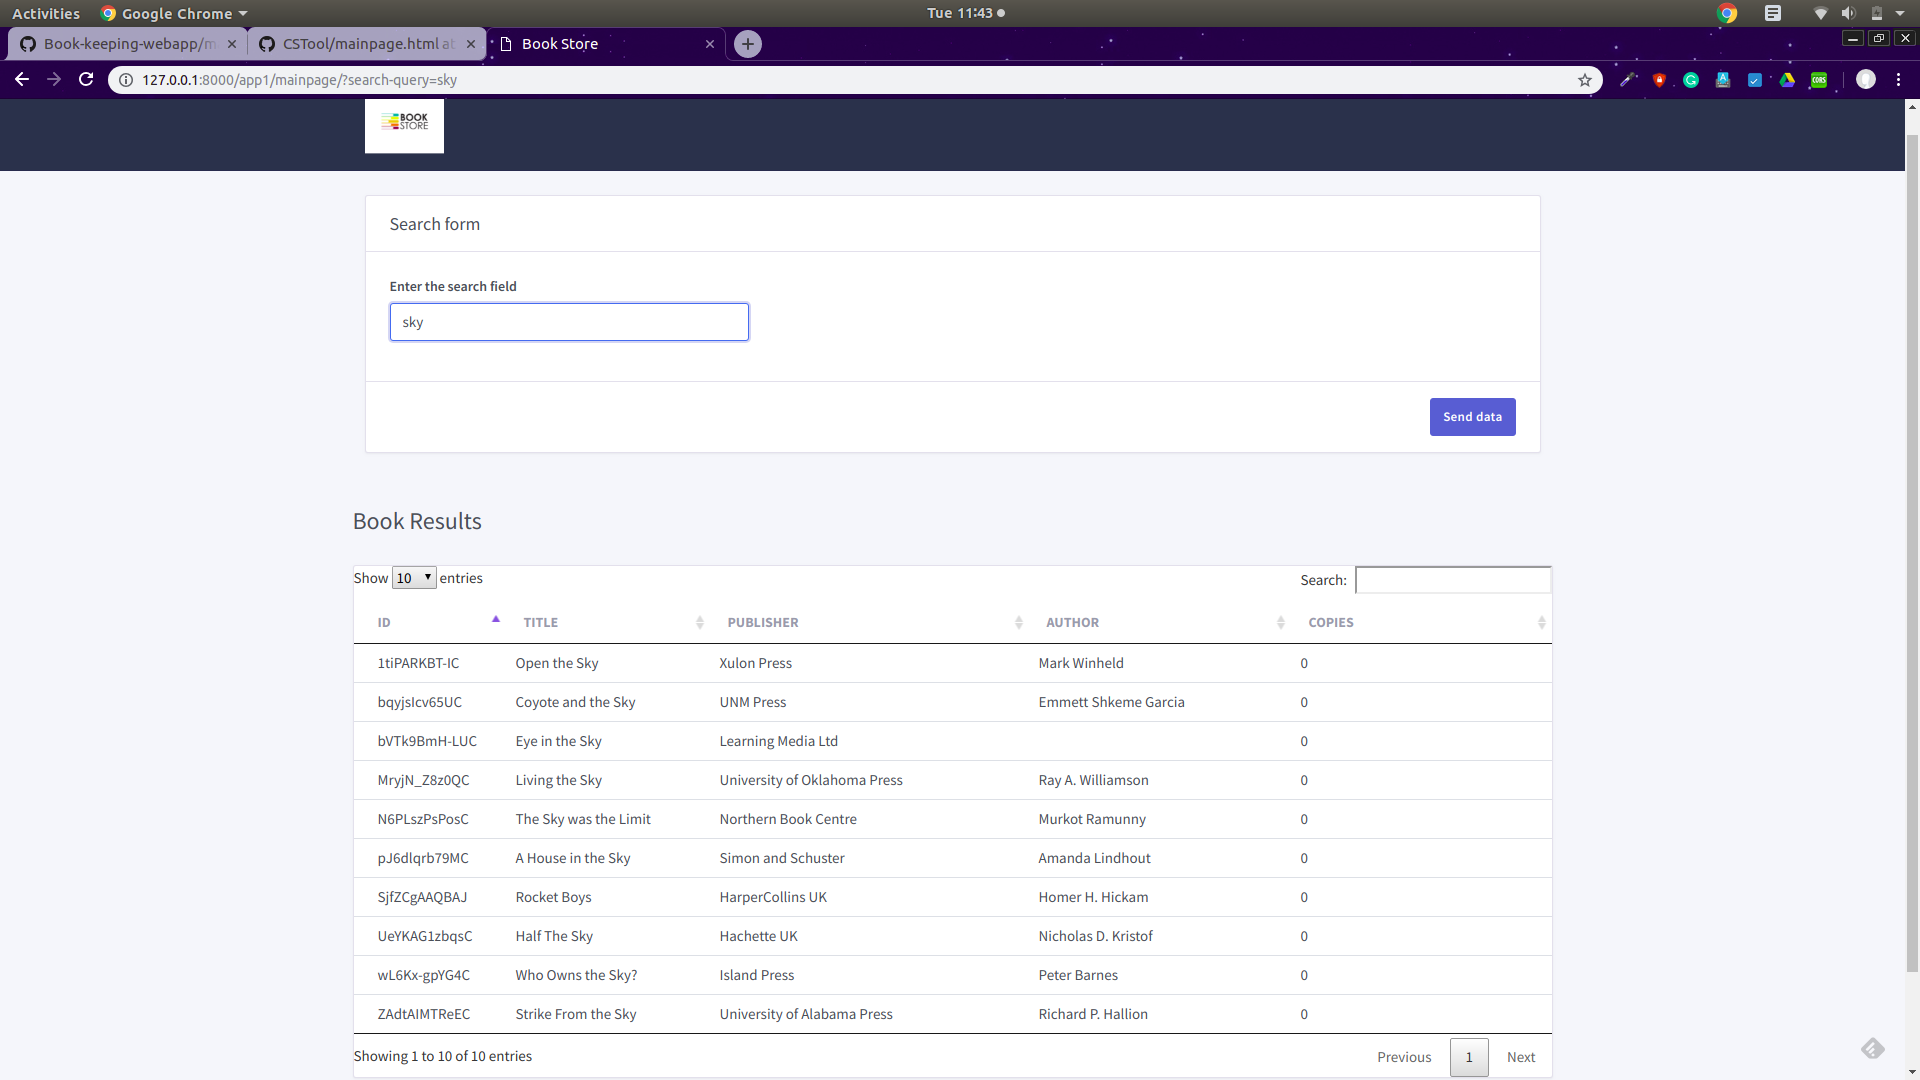 Activities Google Chrome Tue 11:43
Book-keeping-webapp/m CSTool/mainpage.html at Book Store
127.0.0.1:8000/app1/mainpage/?search-query=sky CORS
BOOK
STORE
Search form
Enter the search field
sky
Send data
Book Results
Show 10 entries Search:
ID TITLE PUBLISHER AUTHOR COPIES
1tiPARKBT-IC Open the Sky Xulon Press Mark Winheld 0
bqyjsIcv65UC Coyote and the Sky UNM Press Emmett Shkeme Garcia 0
bVTk9BmH-LUC Eye in the Sky Learning Media Ltd 0
MryjN_Z8z0QC Living the Sky University of Oklahoma Press Ray A. Williamson 0
N6PLszPsPosC The Sky was the Limit Northern Book Centre Murkot Ramunny 0
pJ6dlqrb79MC A House in the Sky Simon and Schuster Amanda Lindhout 0
SjfZCgAAQBAJ Rocket Boys HarperCollins UK Homer H. Hickam 0
UeYKAG1zbqsC Half The Sky Hachette UK Nicholas D. Kristof 0
wL6Kx-gpYG4C Who Owns the Sky? Island Press Peter Barnes 0
ZAdtAIMTReEC Strike From the Sky University of Alabama Press Richard P. Hallion 0
Showing 1 to 10 of 10 entries Previous 1 Next